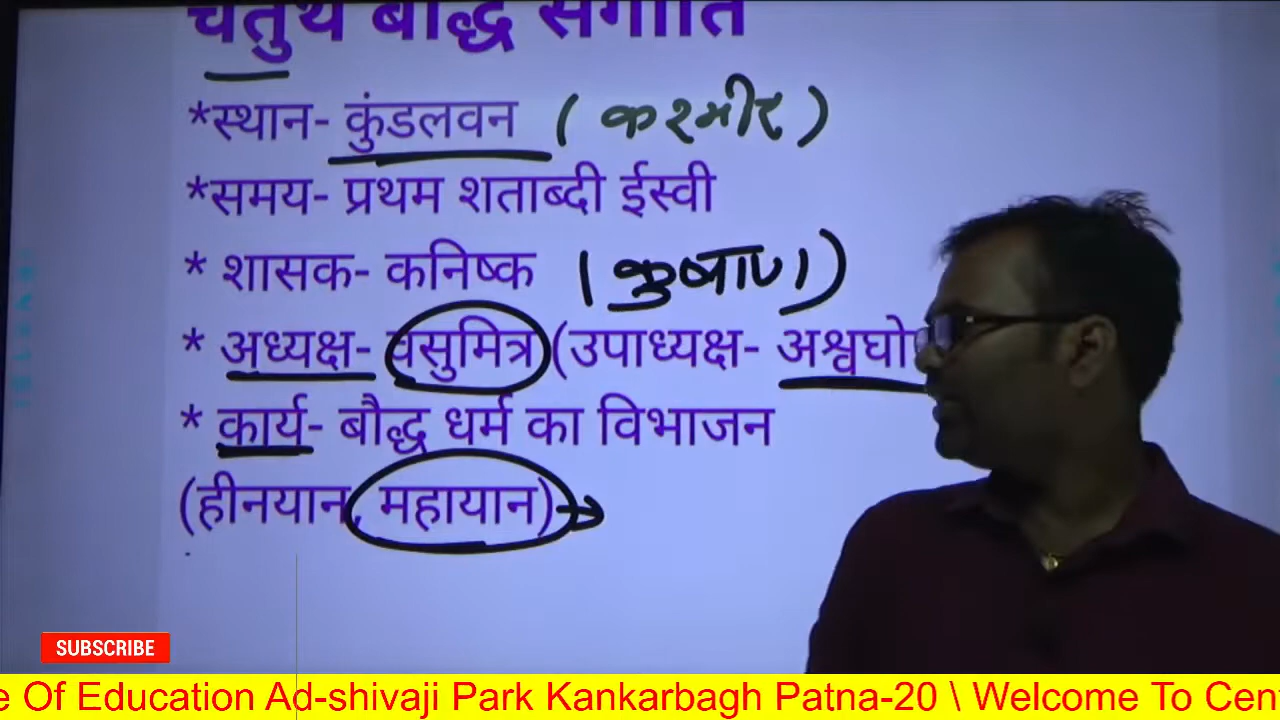 चतुर्थ बौद्ध संगीति
*स्थान- कुंडलवन (कश्मीर)
*समय- प्रथम शताब्दी ईस्वी
* शासक- कनिष्क (कुषाण)
* अध्यक्ष- वसुमित्र (उपाध्यक्ष- अश्वघो
* कार्य- बौद्ध धर्म का विभाजन
(हीनयान, महायान)→
SUBSCRIBE
e Of Education Ad-shivaji Park Kankarbagh Patna-20 \ Welcome To Cen